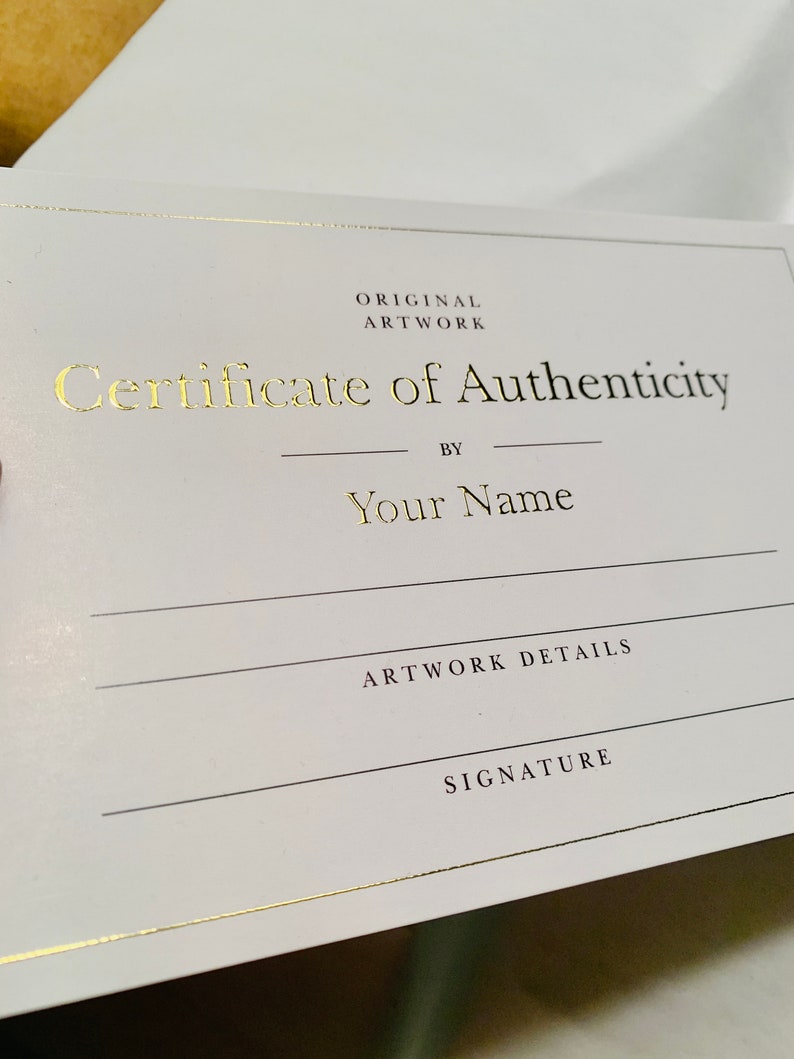 ORIGINAL
ARTWORK
Certificate of Authenticity
BY
Your Name
ARTWORK DETAILS
SIGNATURE